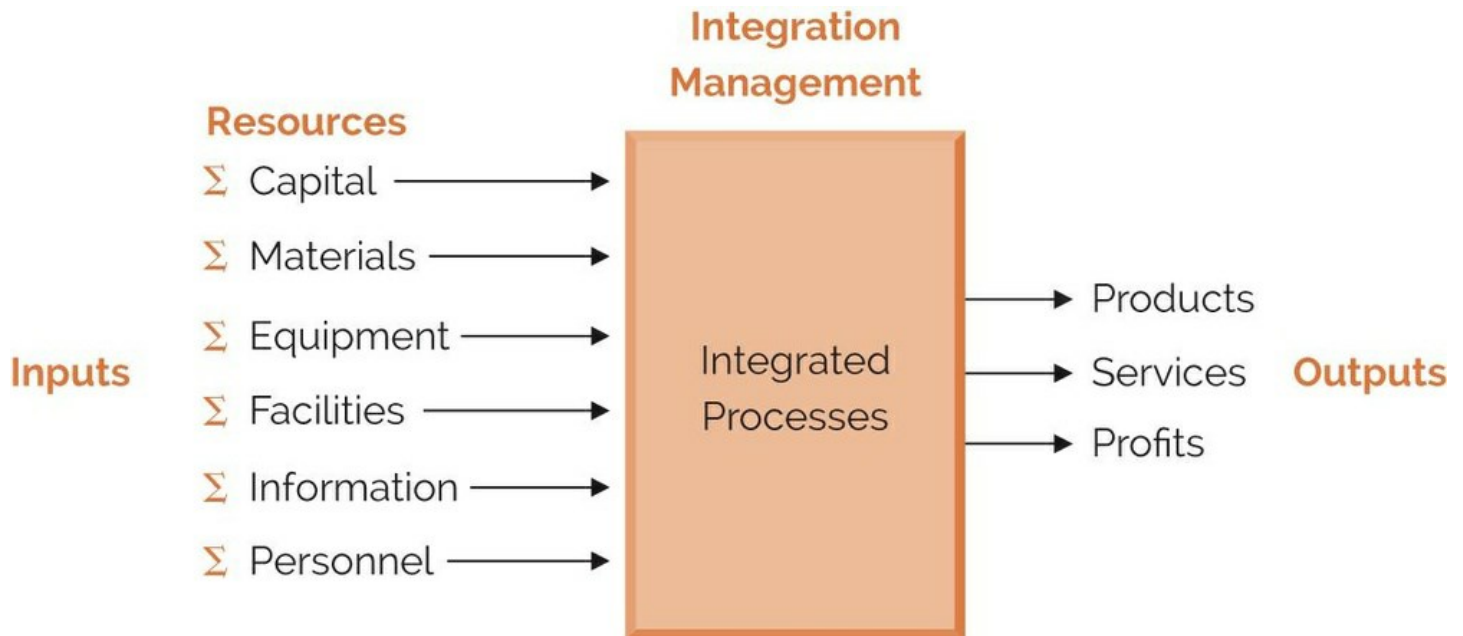 Integration
Management
Resources
Σ Capital
Σ Materials
Σ Equipment
Σ Facilities
Σ Information
Σ Personnel
Inputs
Integrated
Processes
Products
Services
Profits
Outputs